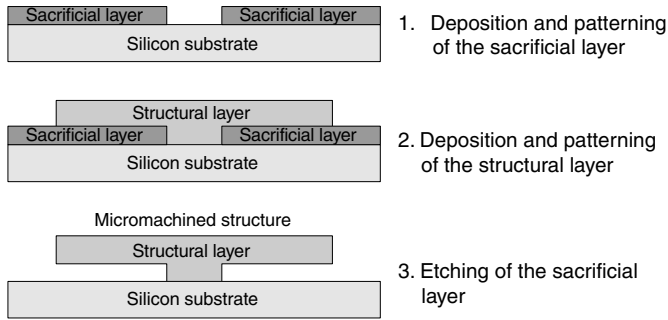 Sacrificial layer Sacrificial layer
Silicon substrate
1. Deposition and patterning
of the sacrificial layer
Structural layer
Sacrificial layer Sacrificial layer
Silicon substrate
2. Deposition and patterning
of the structural layer
Micromachined structure
Structural layer
Silicon substrate
3. Etching of the sacrificial
layer